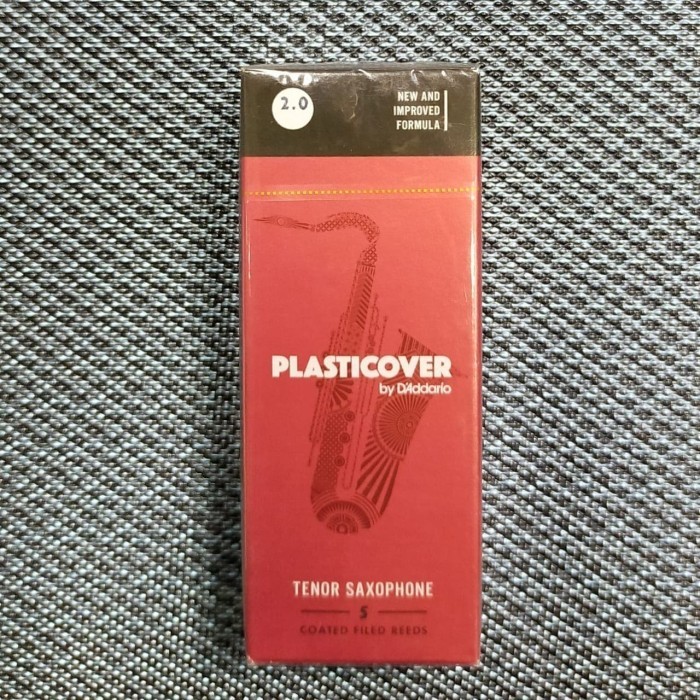 2.0
NEW AND
IMPROVED
FORMULA
PLASTICOVER
by D'Addario
TENOR SAXOPHONE
5
COATED FILED REEDS